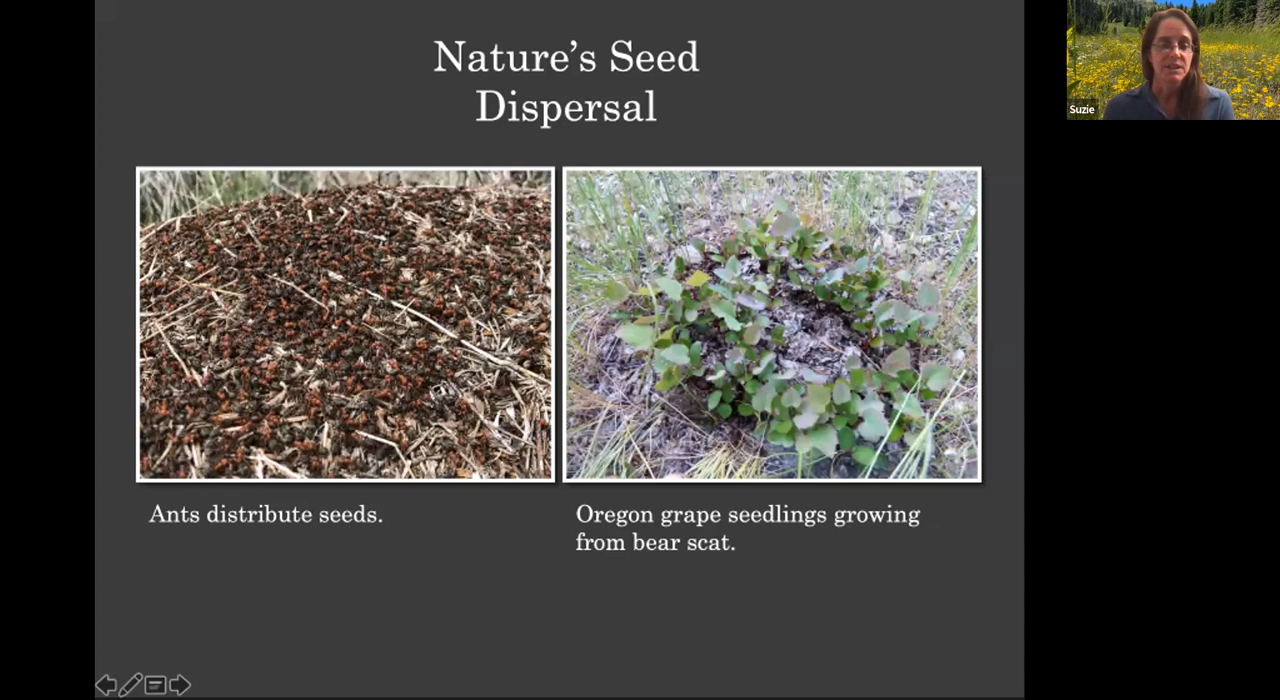 Nature’s Seed
Dispersal
Suzie
Ants distribute seeds.
Oregon grape seedlings growing
from bear scat.